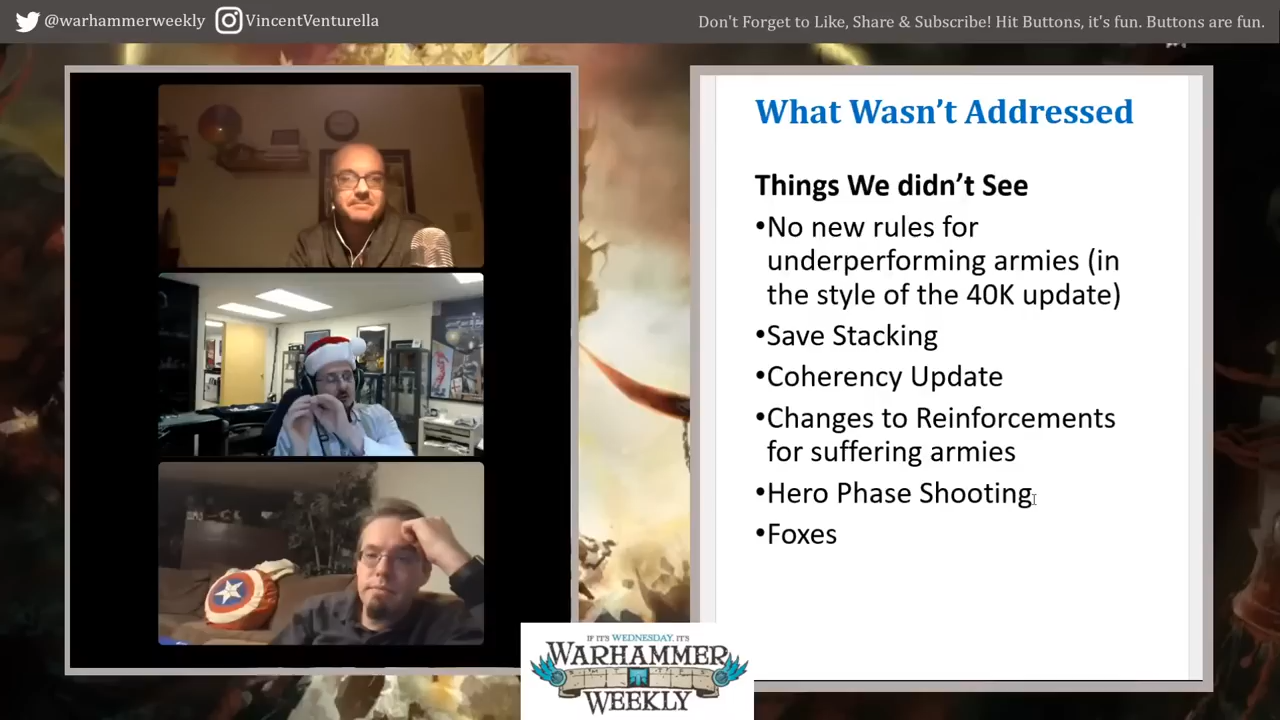 @warhammerweekly VincentVenturella
Don't Forget to Like, Share & Subscribe! Hit Buttons, it's fun. Buttons are fun.
What Wasn't Addressed
Things We didn't See
•No new rules for
underperforming armies (in
the style of the 40K update)
•Save Stacking
•Coherency Update
•Changes to Reinforcements
for suffering armies
•Hero Phase Shooting
•Foxes
IF IT'S WEDNESDAY, IT'S
WARHAMMER
WEEKLY